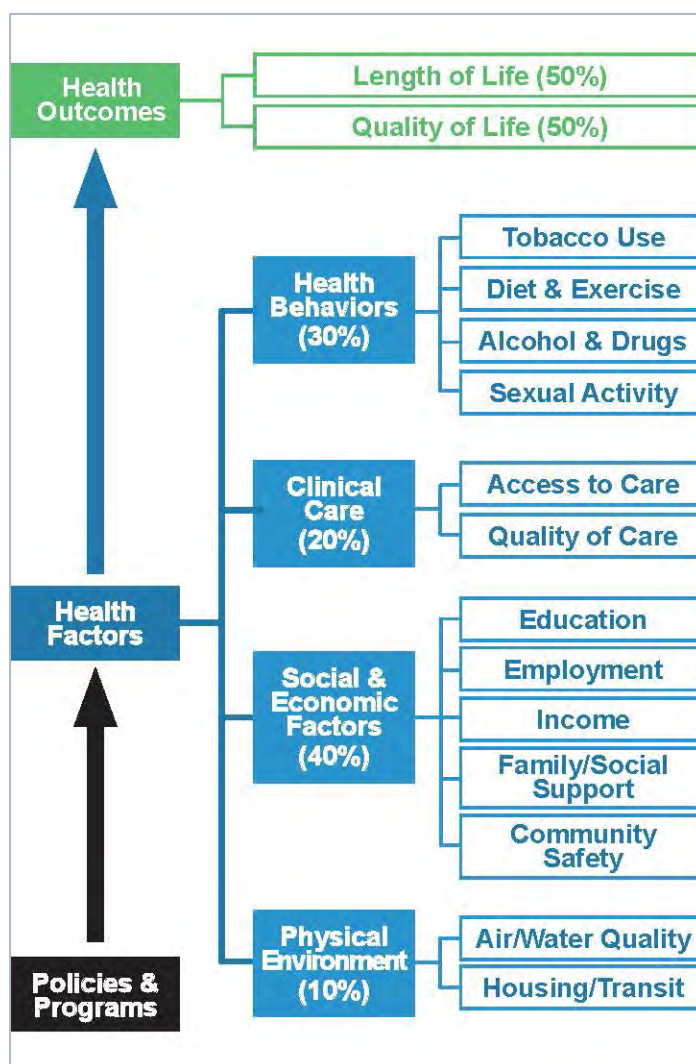 Health
Outcomes
Length of Life (50%)
Quality of Life (50%)
Health
Behaviors
(30%)
Tobacco Use
Diet & Exercise
Alcohol & Drugs
Sexual Activity
Clinical
Care
(20%)
Access to Care
Quality of Care
Health
Factors
Social &
Economic
Factors
(40%)
Education
Employment
Income
Family/Social
Support
Community
Safety
Physical
Environment
(10%)
Air/Water Quality
Housing/Transit
Policies &
Programs